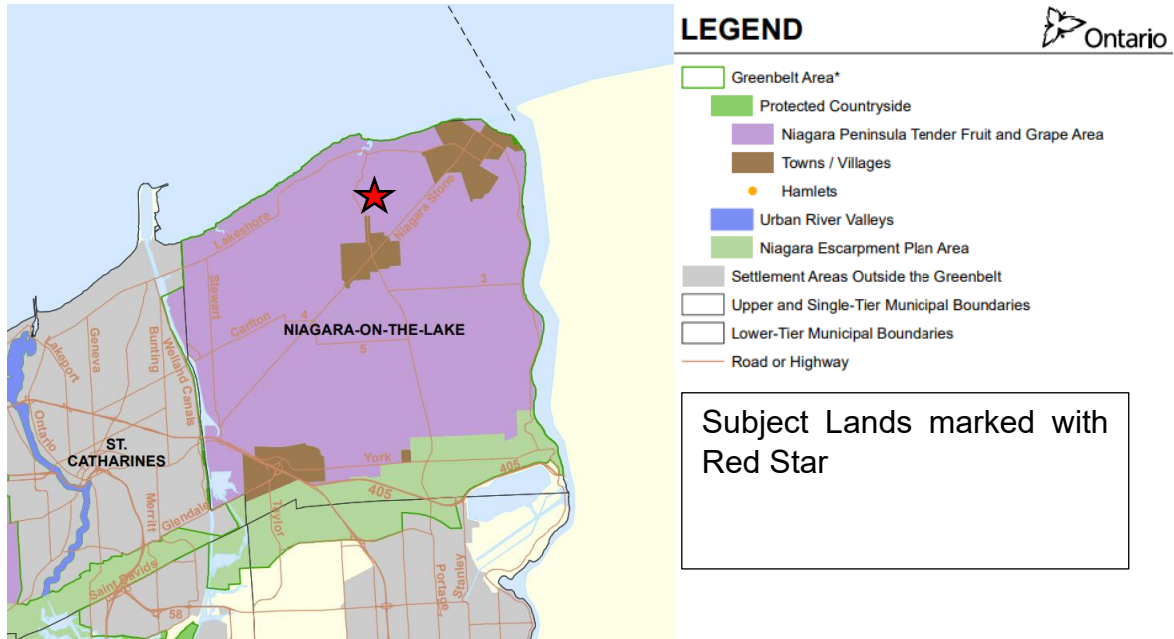 Lakeshore
Niagara Stone
Stewart
3
Carlton
4
NIAGARA-ON-THE-LAKE
5
Lakeport
Geneva
Bunting
Welland Canals
Ontario
ST.
CATHARINES
York
405
405
Merritt
Glendale
Taylor
Saint Davids
Stanley
Portage
58
LEGEND
Ontario
Greenbelt Area*
Protected Countryside
Niagara Peninsula Tender Fruit and Grape Area
Towns / Villages
Hamlets
Urban River Valleys
Niagara Escarpment Plan Area
Settlement Areas Outside the Greenbelt
Upper and Single-Tier Municipal Boundaries
Lower-Tier Municipal Boundaries
Road or Highway
Subject Lands marked with
Red Star